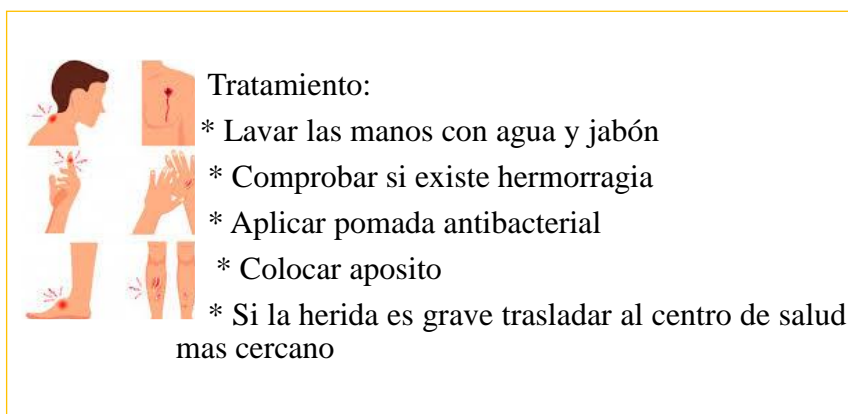 Tratamiento:
* Lavar las manos con agua y jabón
* Comprobar si existe hermorragia
* Aplicar pomada antibacterial
* Colocar aposito
* Si la herida es grave trasladar al centro de salud
mas cercano